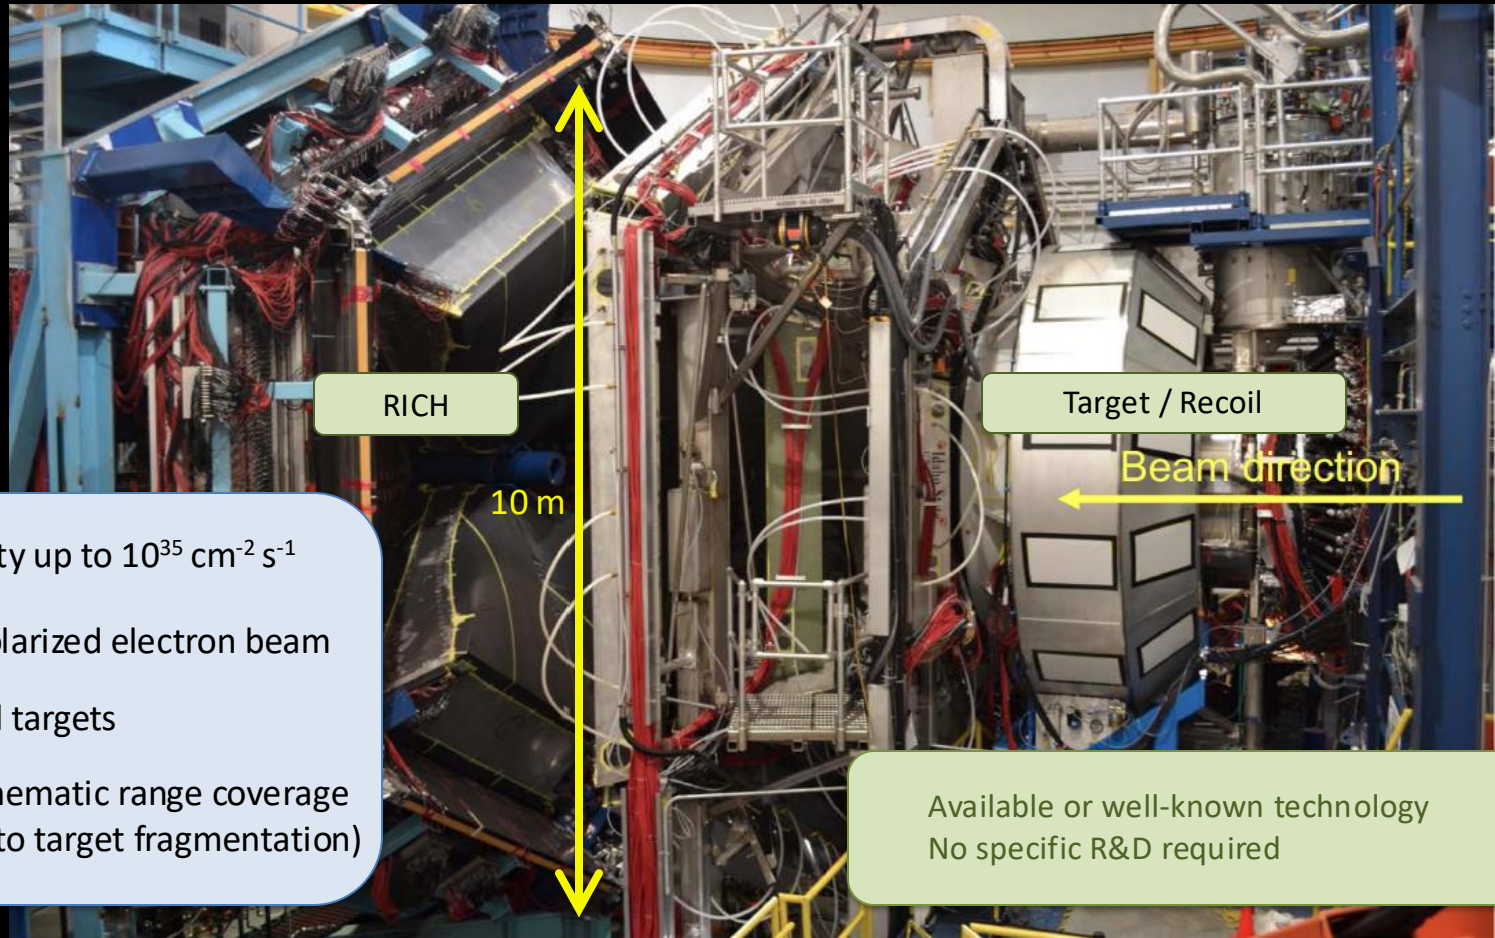 RICH
Target / Recoil
Beam direction
10 m
ty up to 10³⁵ cm⁻² s⁻¹
larized electron beam
l targets
nematic range coverage
to target fragmentation)
Available or well-known technology
No specific R&D required